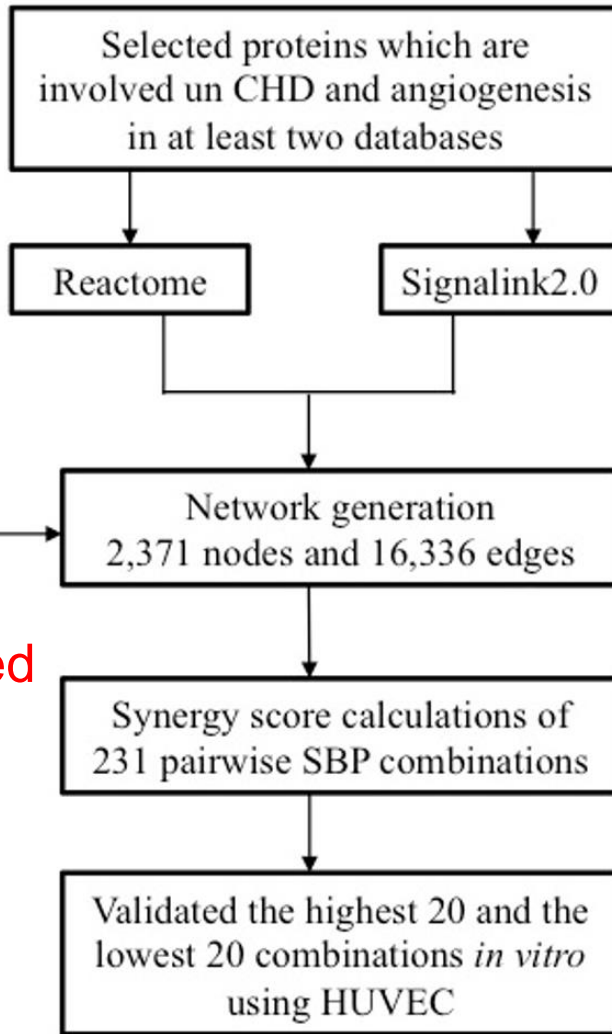 Selected proteins which are
involved un CHD and angiogenesis
in at least two databases
Reactome
Signalink2.0
Network generation
2,371 nodes and 16,336 edges
ed
Synergy score calculations of
231 pairwise SBP combinations
Validated the highest 20 and the
lowest 20 combinations in vitro
using HUVEC